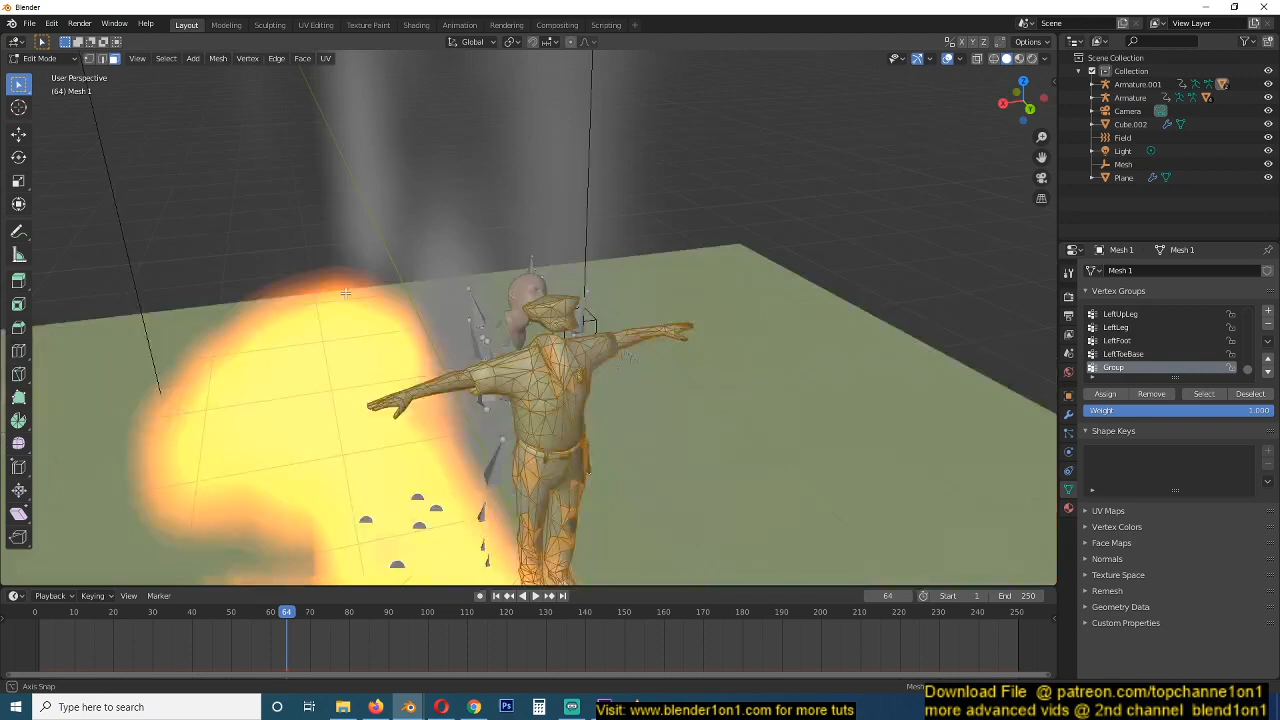 Blender
File Edit Render Window Help Layout Modeling Sculpting UV Editing Texture Paint Shading Animation Rendering Compositing Scripting Scene View Layer
Global X Y Z Options
Edit Mode View Select Add Mesh Vertex Edge Face UV
User Perspective
(64) Mesh 1
Scene Collection
Collection
Armature.001
Armature
Camera
Cube.002
Field
Light
Mesh
Plane
Mesh 1 Mesh 1
Mesh 1
Vertex Groups
LeftUpLeg
LeftLeg
LeftFoot
LeftToeBase
Group
Assign Remove Select Deselect
Weight 1.000
Shape Keys
UV Maps
Vertex Colors
Face Maps
Normals
Texture Space
Remesh
Geometry Data
Custom Properties
Playback Keying View Marker 64 Start 1 End 250
0 10 20 30 40 50 60 64 70 80 90 100 110 120 130 140 150 160 170 180 190 200 210 220 230 240 250
Axis Snap
Download File @ patreon.com/topchanne1on1
more advanced vids @ 2nd channel blend1on1
Type here to search
Visit: www.blender1on1.com for more tuts